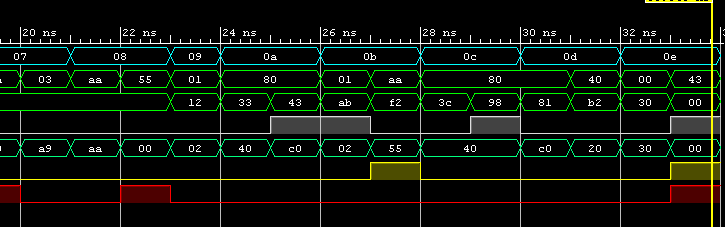 20 ns 22 ns 24 ns 26 ns 28 ns 30 ns 32 ns
07 08 09 0a 0b 0c 0d 0e
03 aa 55 01 80 01 aa 80 40 00 43
12 33 43 ab f2 3c 98 81 b2 30 00
a9 aa 00 02 40 c0 02 55 40 c0 20 30 00